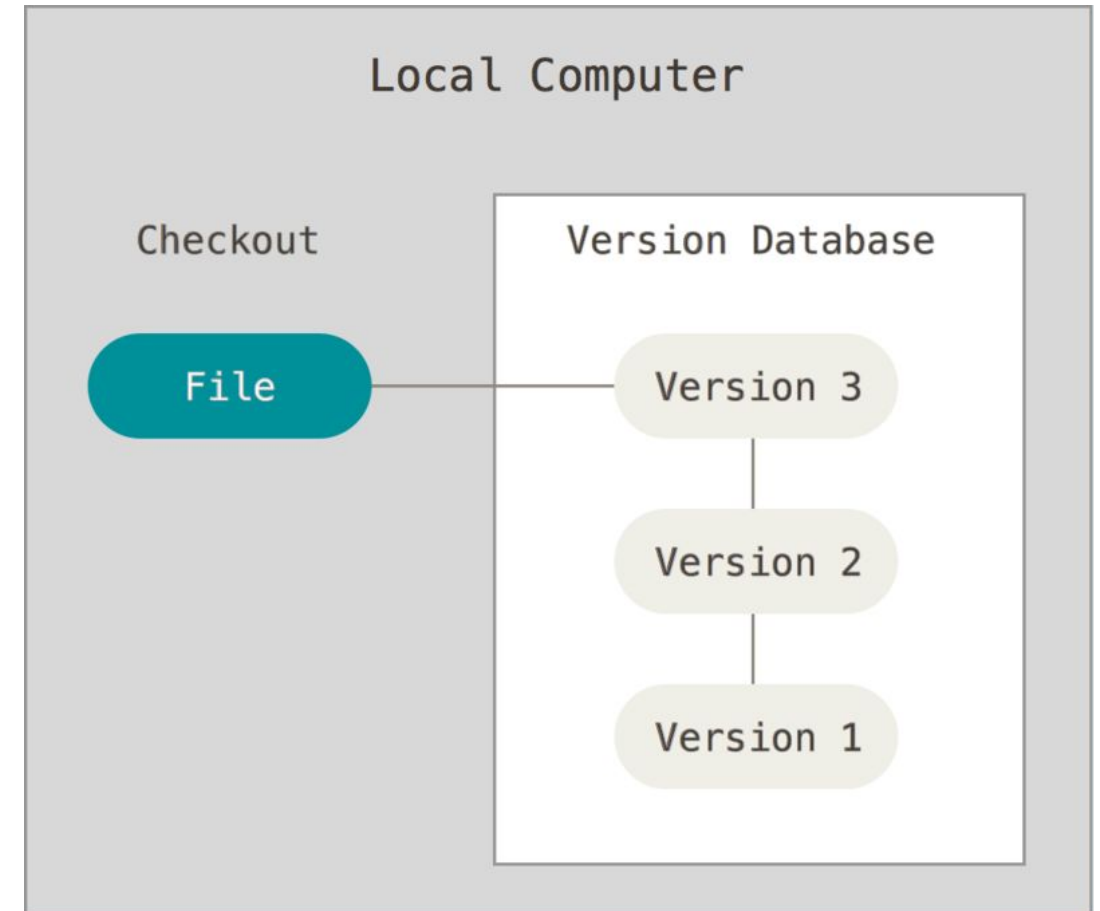 Local Computer
Checkout
Version Database
File
Version 3
Version 2
Version 1